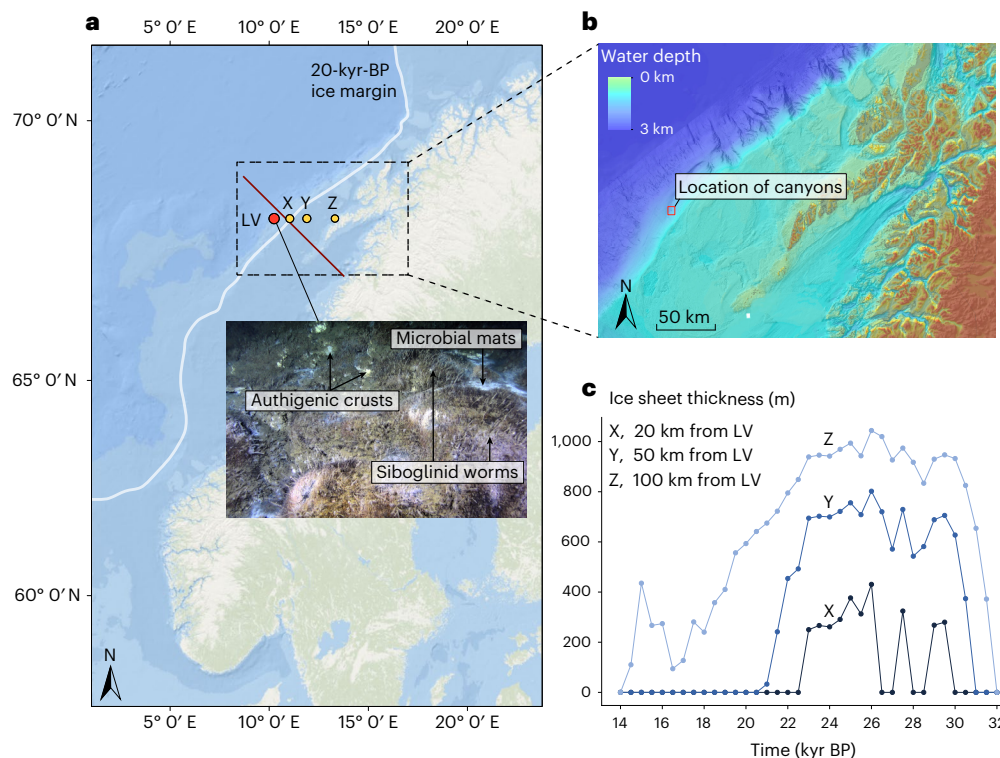 a
5° 0′ E
10° 0′ E
15° 0′ E
20° 0′ E
20-kyr-BP
ice margin
70° 0′ N
65° 0′ N
60° 0′ N
LV
X
Y
Z
Microbial mats
Authigenic crusts
Siboglinid worms
N
5° 0′ E
10° 0′ E
15° 0′ E
20° 0′ E
b
Water depth
0 km
3 km
Location of canyons
N
50 km
c
Ice sheet thickness (m)
X, 20 km from LV
Y, 50 km from LV
Z, 100 km from LV
1,000
800
600
400
200
0
Z
Y
X
14
16
18
20
22
24
26
28
30
32
Time (kyr BP)